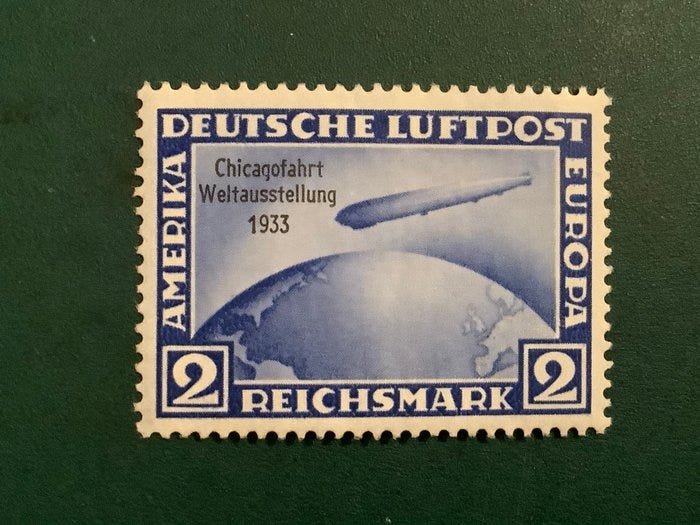 DEUTSCHE LUFTPOST
AMERIKA
EUROPA
Chicagofahrt
Weltausstellung
1933
2 REICHSMARK 2